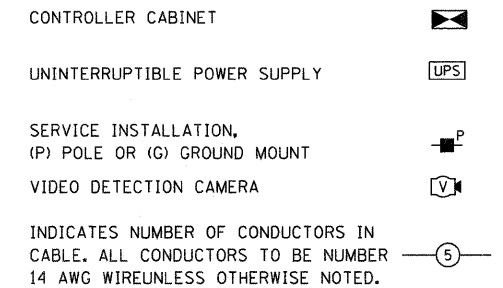 CONTROLLER CABINET
UNINTERRUPTIBLE POWER SUPPLY UPS
SERVICE INSTALLATION,
(P) POLE OR (G) GROUND MOUNT P
VIDEO DETECTION CAMERA V
INDICATES NUMBER OF CONDUCTORS IN
CABLE. ALL CONDUCTORS TO BE NUMBER 5
14 AWG WIREUNLESS OTHERWISE NOTED.